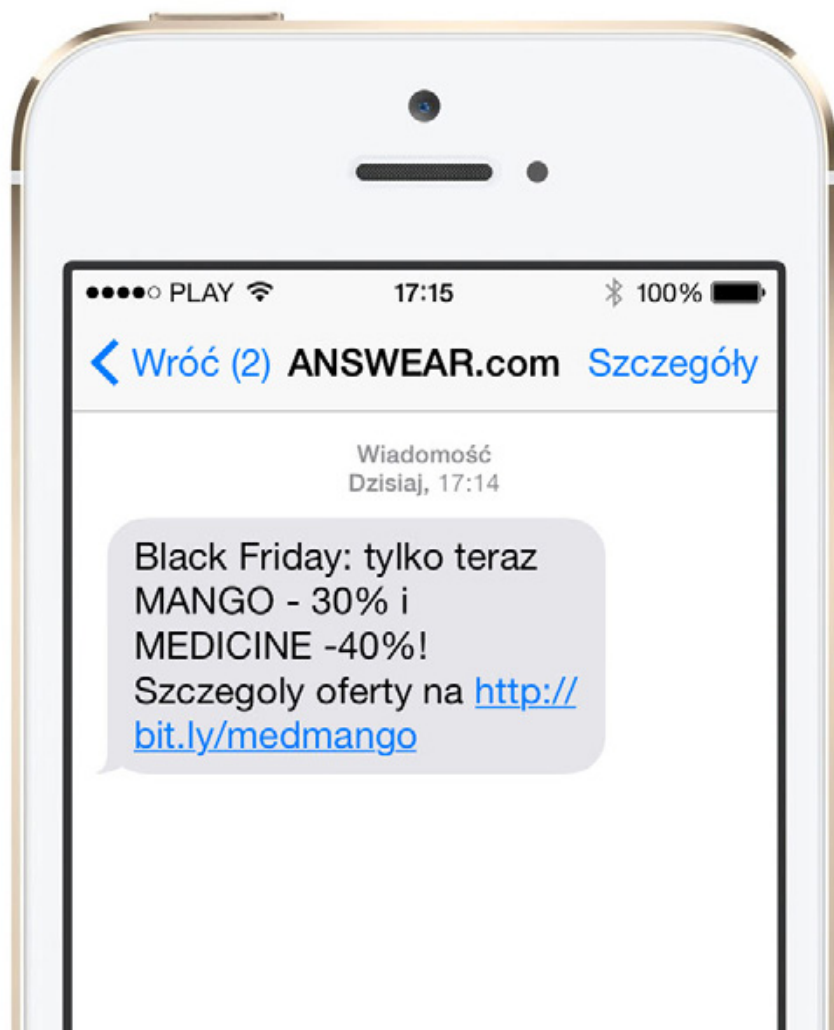 PLAY 17:15 100%
Wróć (2) ANSWEAR.com Szczegóły
Wiadomość
Dzisiaj, 17:14
Black Friday: tylko teraz
MANGO - 30% i
MEDICINE -40%!
Szczegoly oferty na http://
bit.ly/medmango